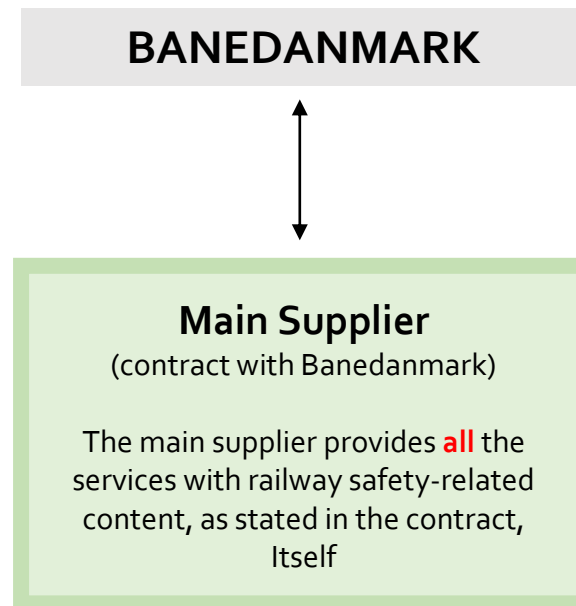 BANEDANMARK
Main Supplier
(contract with Banedanmark)
The main supplier provides all the
services with railway safety-related
content, as stated in the contract,
Itself